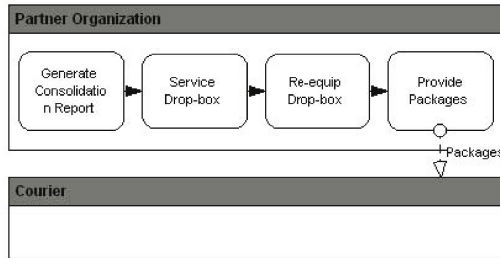 Partner Organization
Generate
Consolidatio
n Report
Service
Drop-box
Re-equip
Drop-box
Provide
Packages
Packages
Courier